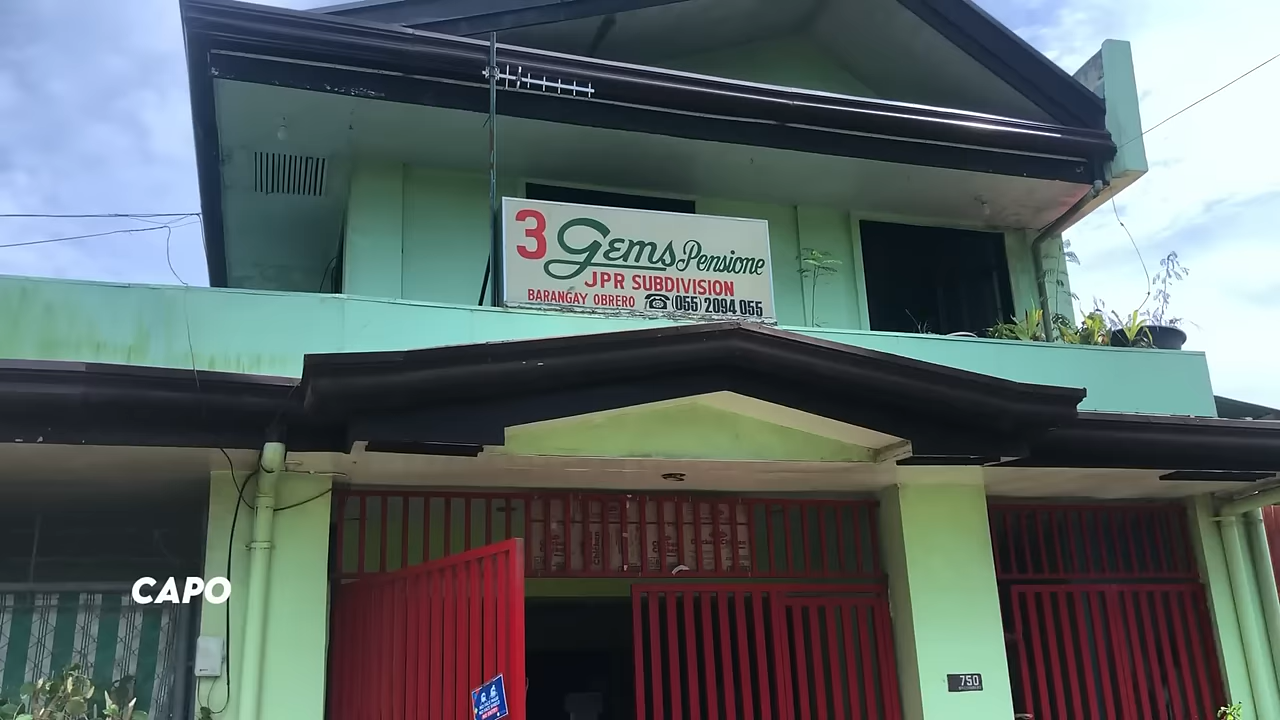 3 Gems Pensione
JPR SUBDIVISION
BARANGAY OBRERO ☎(055) 2094 055
CAPO
750